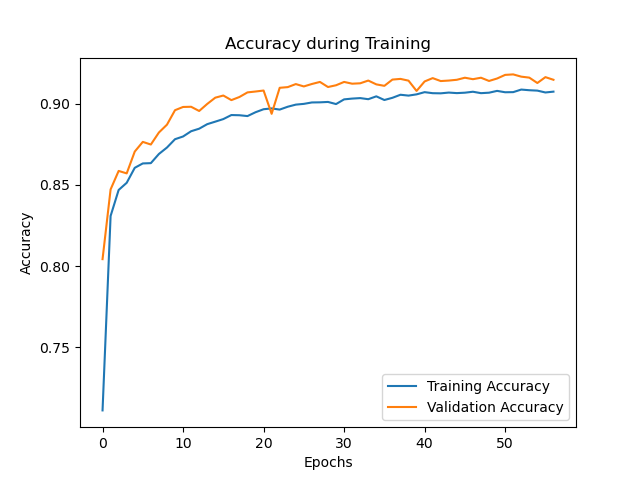 Accuracy during Training
0.90
0.85
0.80
0.75
Accuracy
0 10 20 30 40 50
Epochs
Training Accuracy
Validation Accuracy